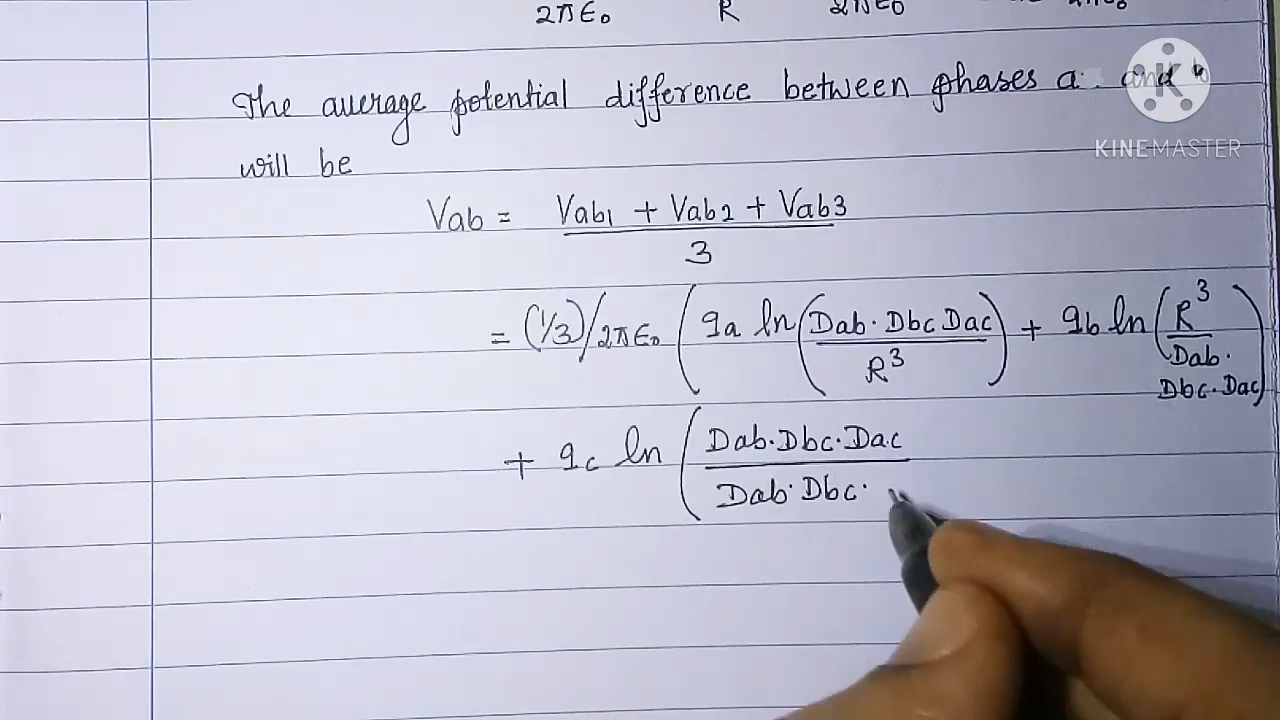 2πε₀ R 2πε₀
The average potential difference between phases a and b
will be
Vab = Vab1 + Vab2 + Vab3
3
= (1/3)/2πε₀ (qa ln(Dab·Dbc Dac / R³) + qb ln(R³ / Dab· Dbc·Dac)
+ qc ln (Dab·Dbc·Dac / Dab·Dbc·
KINEMASTER